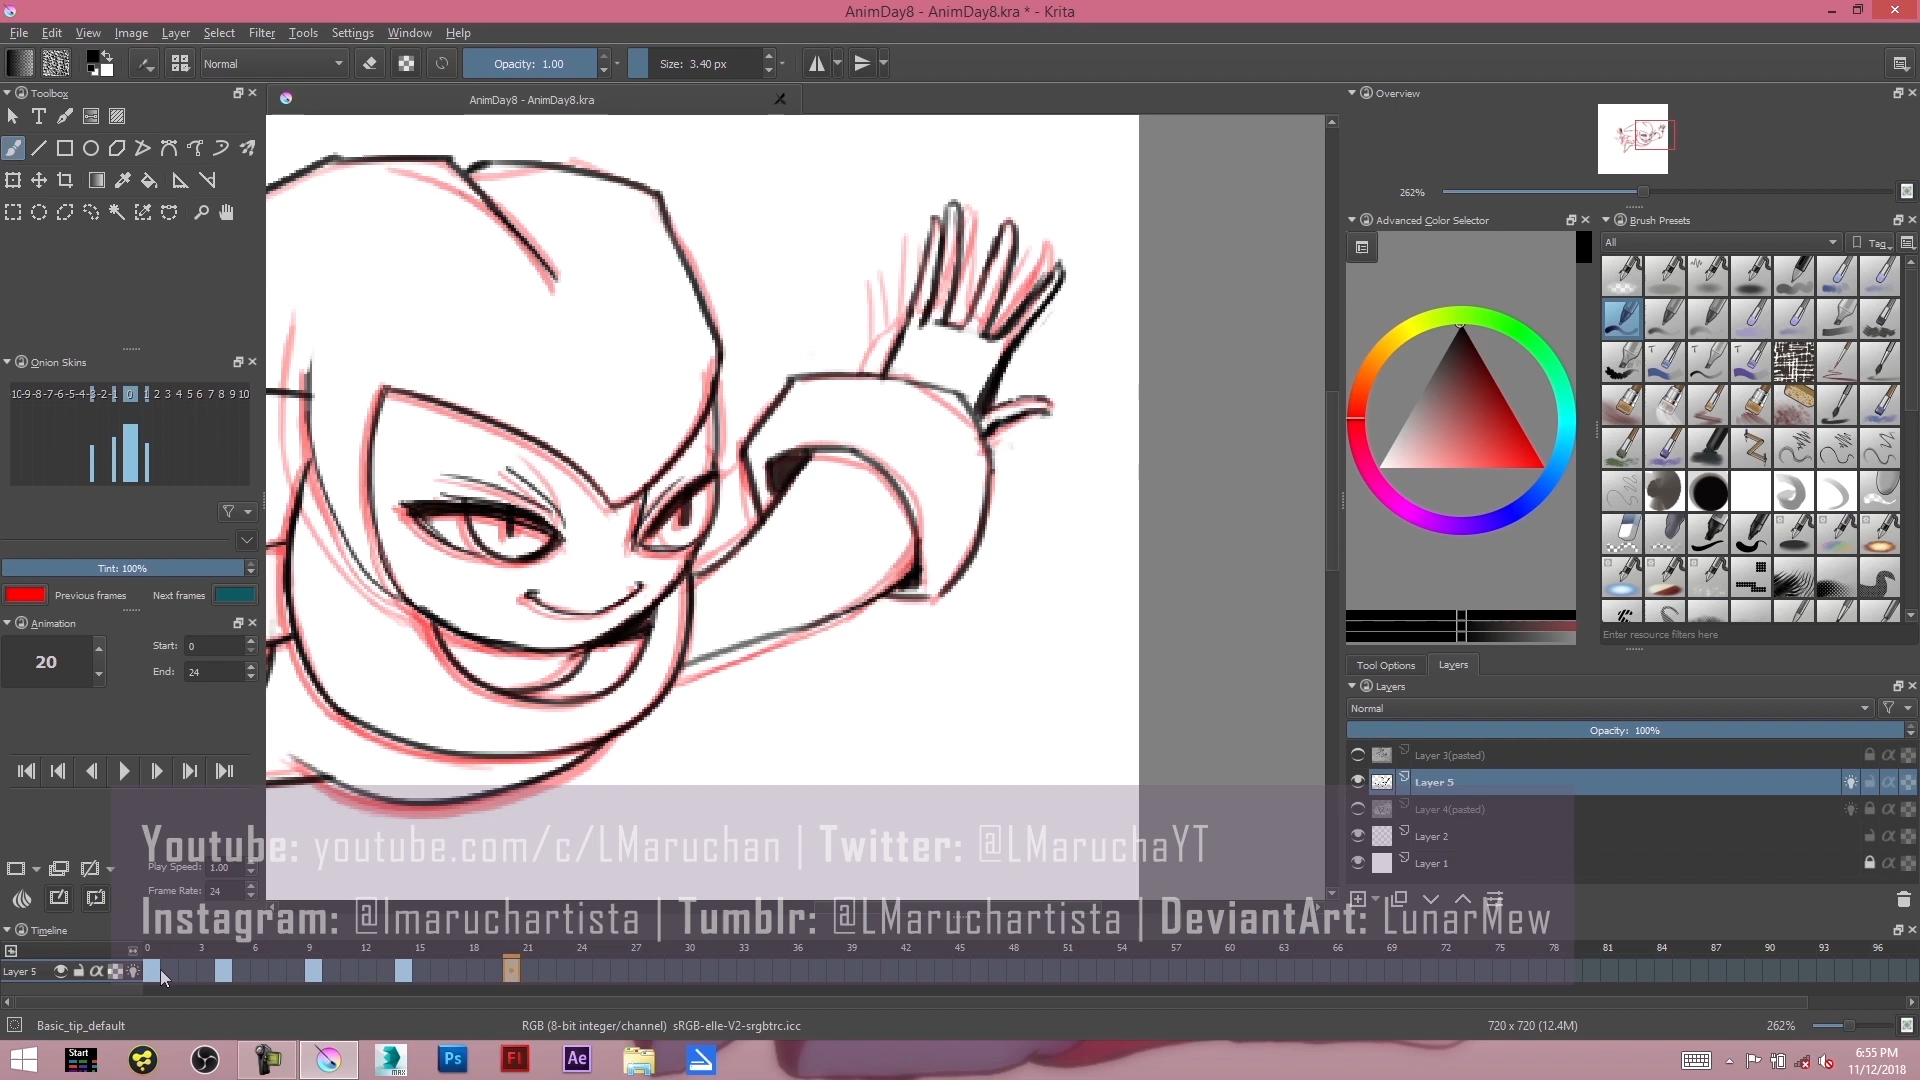 AnimDay8 - AnimDay8.kra * - Krita
File Edit View Image Layer Select Filter Tools Settings Window Help
Normal
Opacity: 1.00
Size: 3.40 px
Toolbox
AnimDay8 - AnimDay8.kra
Overview
262%
Advanced Color Selector
Brush Presets
All
Tag
Onion Skins
10-9-8-7-6-5-4-3-2-1 0 1 2 3 4 5 6 7 8 9 10
Tint: 100%
Previous frames Next frames
Animation
20
Start: 0
End: 24
Enter resource filters here
Tool Options Layers
Layers
Normal
Opacity: 100%
Layer 3(pasted)
Layer 5
Layer 4(pasted)
Layer 2
Layer 1
Youtube: youtube.com/c/LMaruchan | Twitter: @LMaruchaYT
Play Speed: 1.00
Frame Rate: 24
Instagram: @lmaruchartista | Tumblr: @LMaruchartista | DeviantArt: LunarMew
Timeline
0 3 6 9 12 15 18 21 24 27 30 33 36 39 42 45 48 51 54 57 60 63 66 69 72 75 78 81 84 87 90 93 96
Layer 5
Basic_tip_default
RGB (8-bit integer/channel) sRGB-elle-V2-srgbtrc.icc
720 x 720 (12.4M)
262%
Start
MAX
Ps
Fl
Ae
6:55 PM
11/12/2018